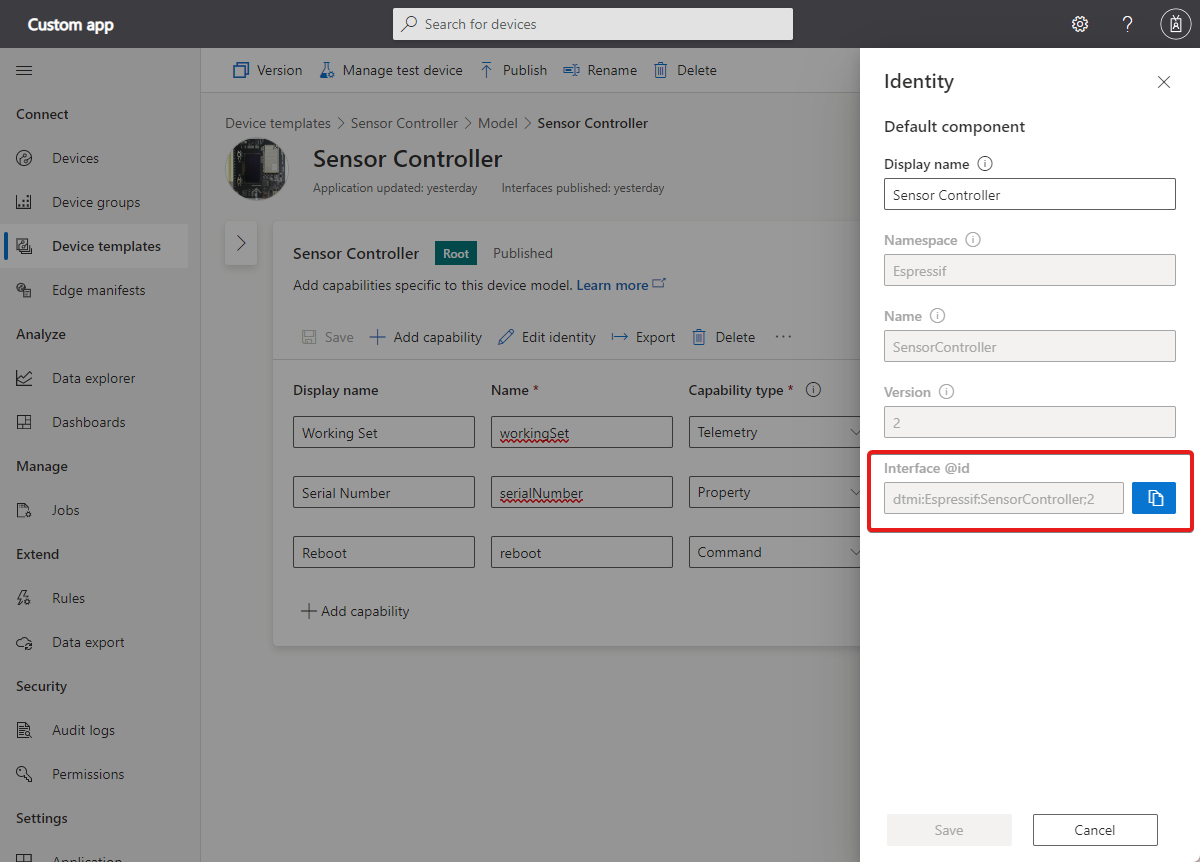 Custom app
Search for devices
?
Connect
Devices
Device groups
Device templates
Edge manifests
Analyze
Data explorer
Dashboards
Manage
Jobs
Extend
Rules
Data export
Security
Audit logs
Permissions
Settings
Application
Version Manage test device Publish Rename Delete
Device templates > Sensor Controller > Model > Sensor Controller
Sensor Controller
Application updated: yesterday Interfaces published: yesterday
Sensor Controller Root Published
Add capabilities specific to this device model. Learn more
Save Add capability Edit identity Export Delete ...
Display name Name * Capability type *
Working Set workingSet Telemetry
Serial Number serialNumber Property
Reboot reboot Command
Add capability
Identity
Default component
Display name
Sensor Controller
Namespace
Espressif
Name
SensorController
Version
2
Interface @id
dtmi:Espressif:SensorController;2
Save Cancel